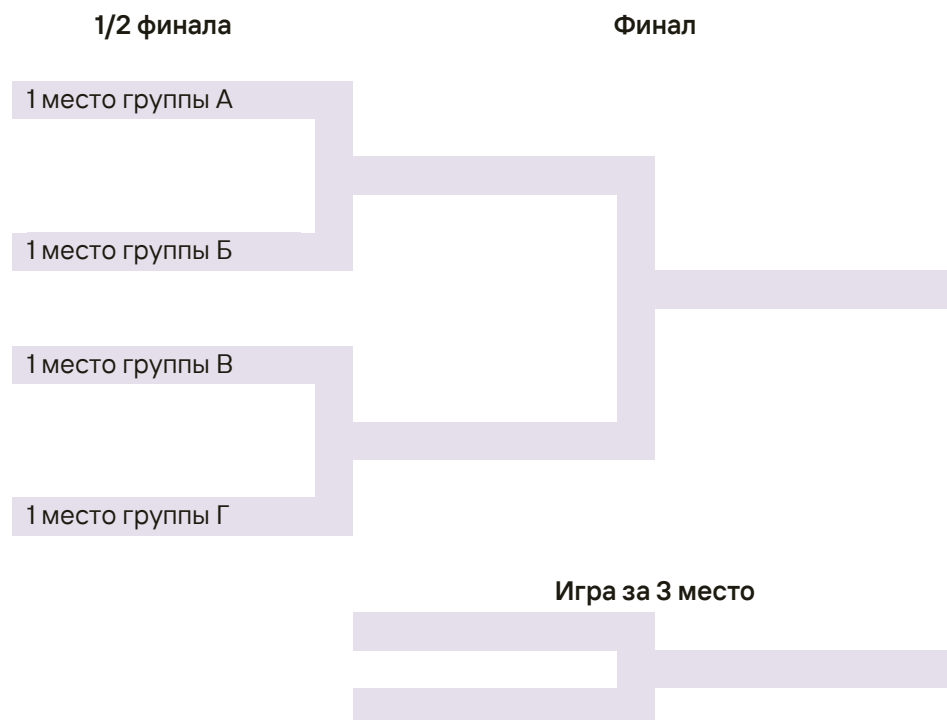 1/2 финала
Финал
1 место группы А
1 место группы Б
1 место группы В
1 место группы Г
Игра за 3 место